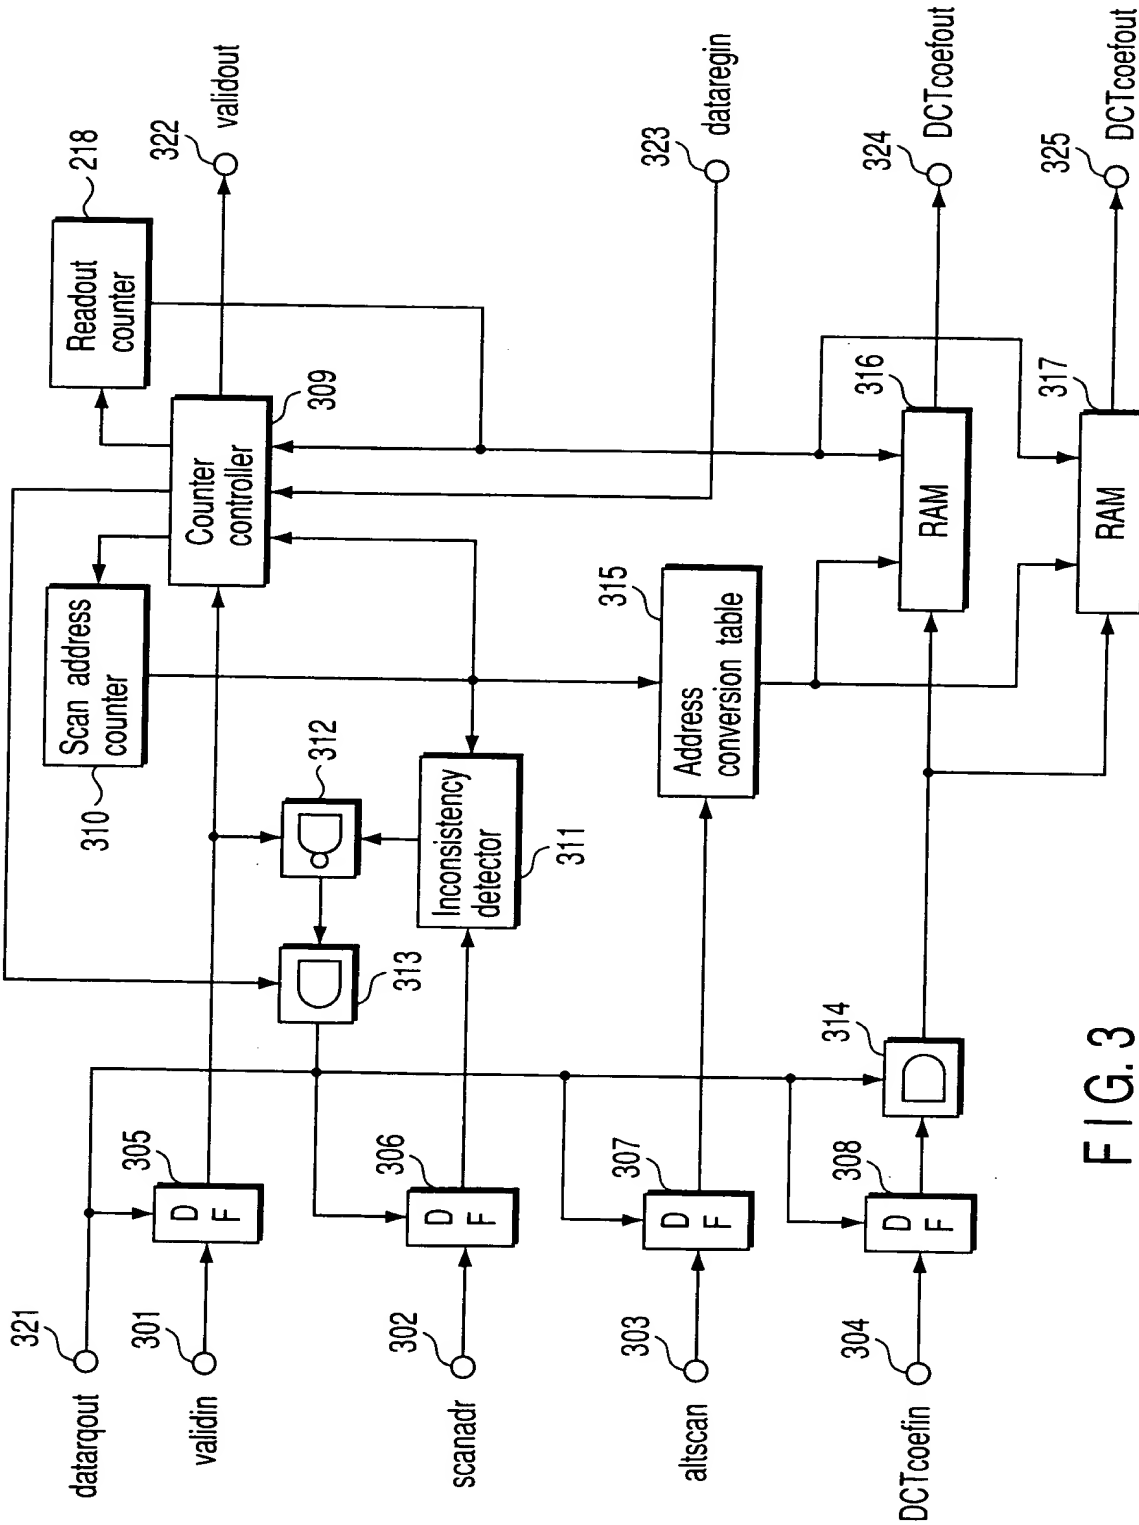 datarqout
321
validin
301
scanadr
302
altscan
303
DCTcoefin
304
305
D
F
306
D
F
307
D
F
308
D
F
314
313
312
Inconsistency
detector
311
Scan address
counter
310
Counter
controller
309
Readout
counter
218
Address
conversion table
315
RAM
316
RAM
317
322
validout
323
dataregin
324
DCTcoefout
325
DCTcoefout
FIG. 3